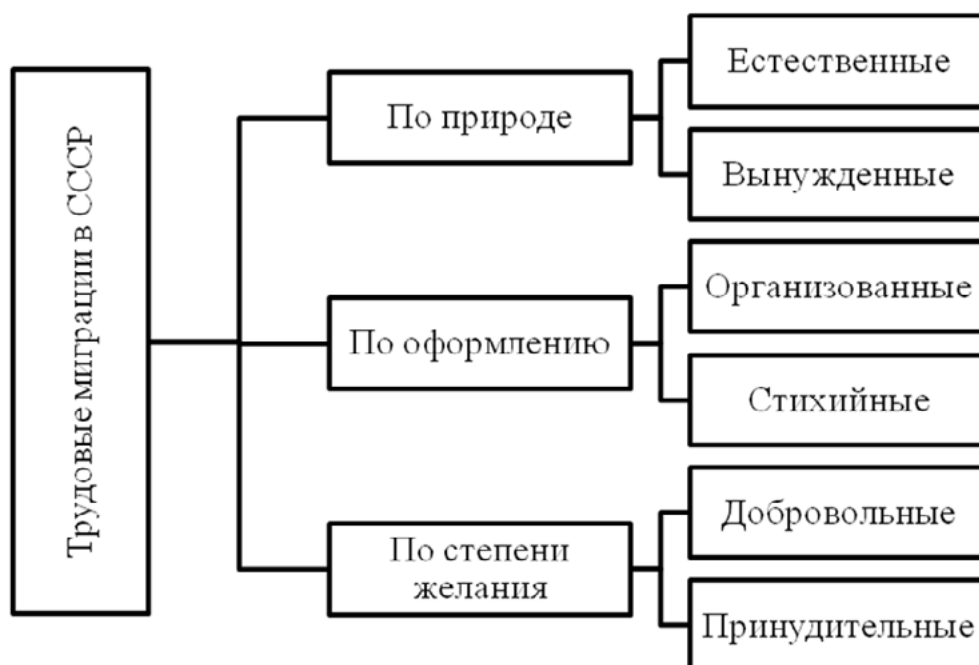 Трудовые миграции в СССР
По природе
Естественные
Вынужденные
По оформлению
Организованные
Стихийные
По степени
желания
Добровольные
Принудительные